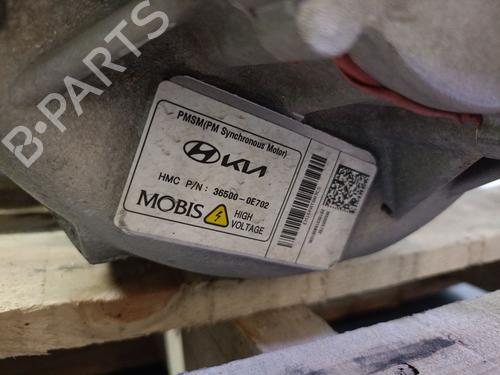 B-PARTS
PMSM(PM Synchronous Motor)
HMC P/N : 36500-0E702
MOBIS HIGH
VOLTAGE